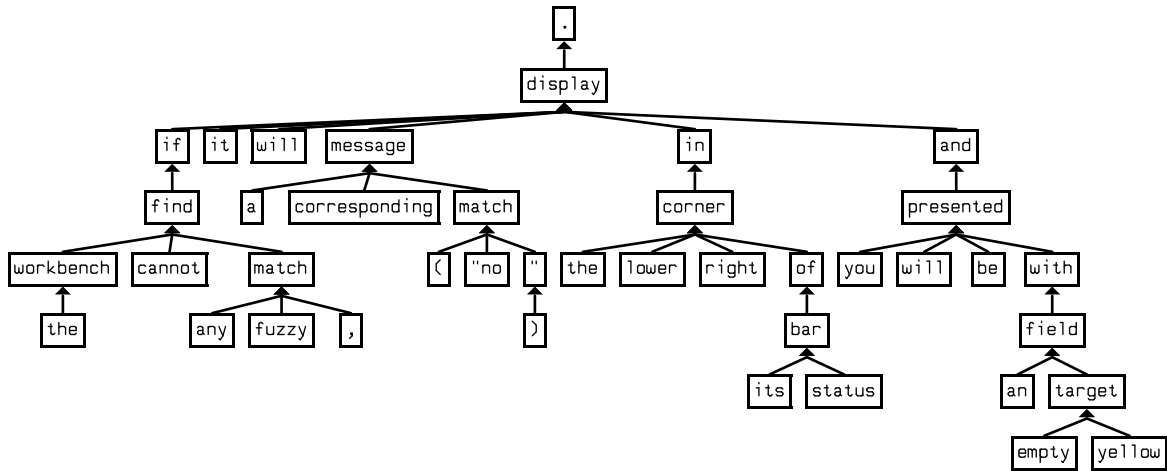 .
display
if it will message in and
find a corresponding match corner presented
workbench cannot match ( "no " the lower right of you will be with
the any fuzzy , ) bar field
its status an target
empty yellow